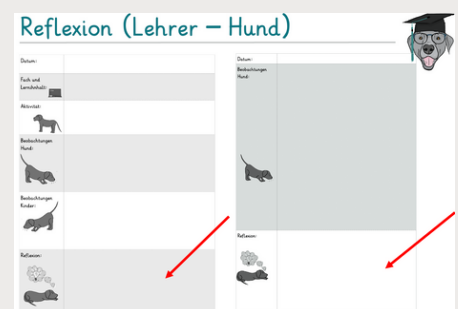 Reflexion (Lehrer – Hund)
Datum:
Fach und
Lerninhalt:
Aktivität:
Beobachtungen
Hund:
Beobachtungen
Kinder:
Reflexion:
Datum:
Beobachtungen
Hund:
Reflexion: